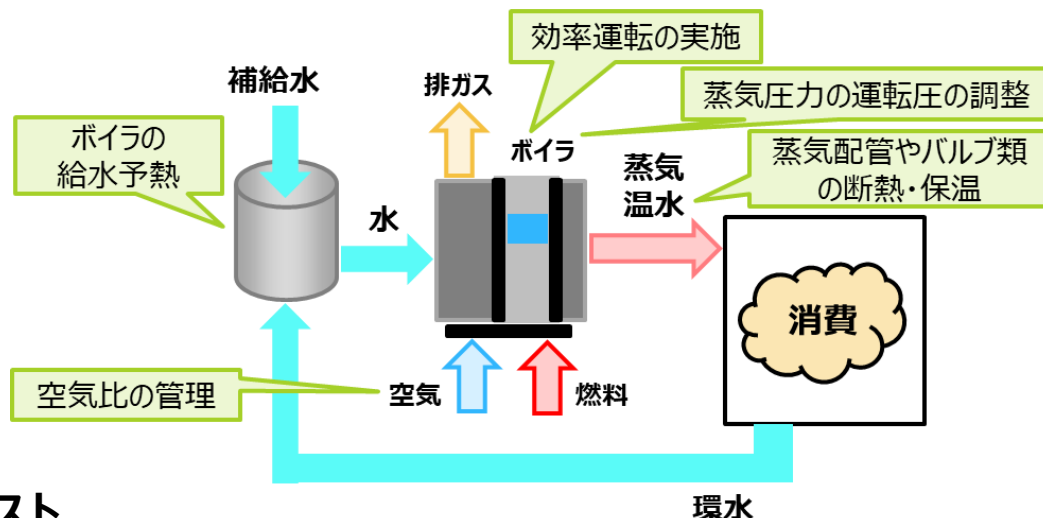 効率運転の実施
補給水
排ガス
蒸気圧力の運転圧の調整
ボイラの
給水予熱
ボイラ
蒸気配管やバルブ類
の断熱・保温
蒸気
温水
水
消費
空気比の管理
空気
燃料
環水
スト